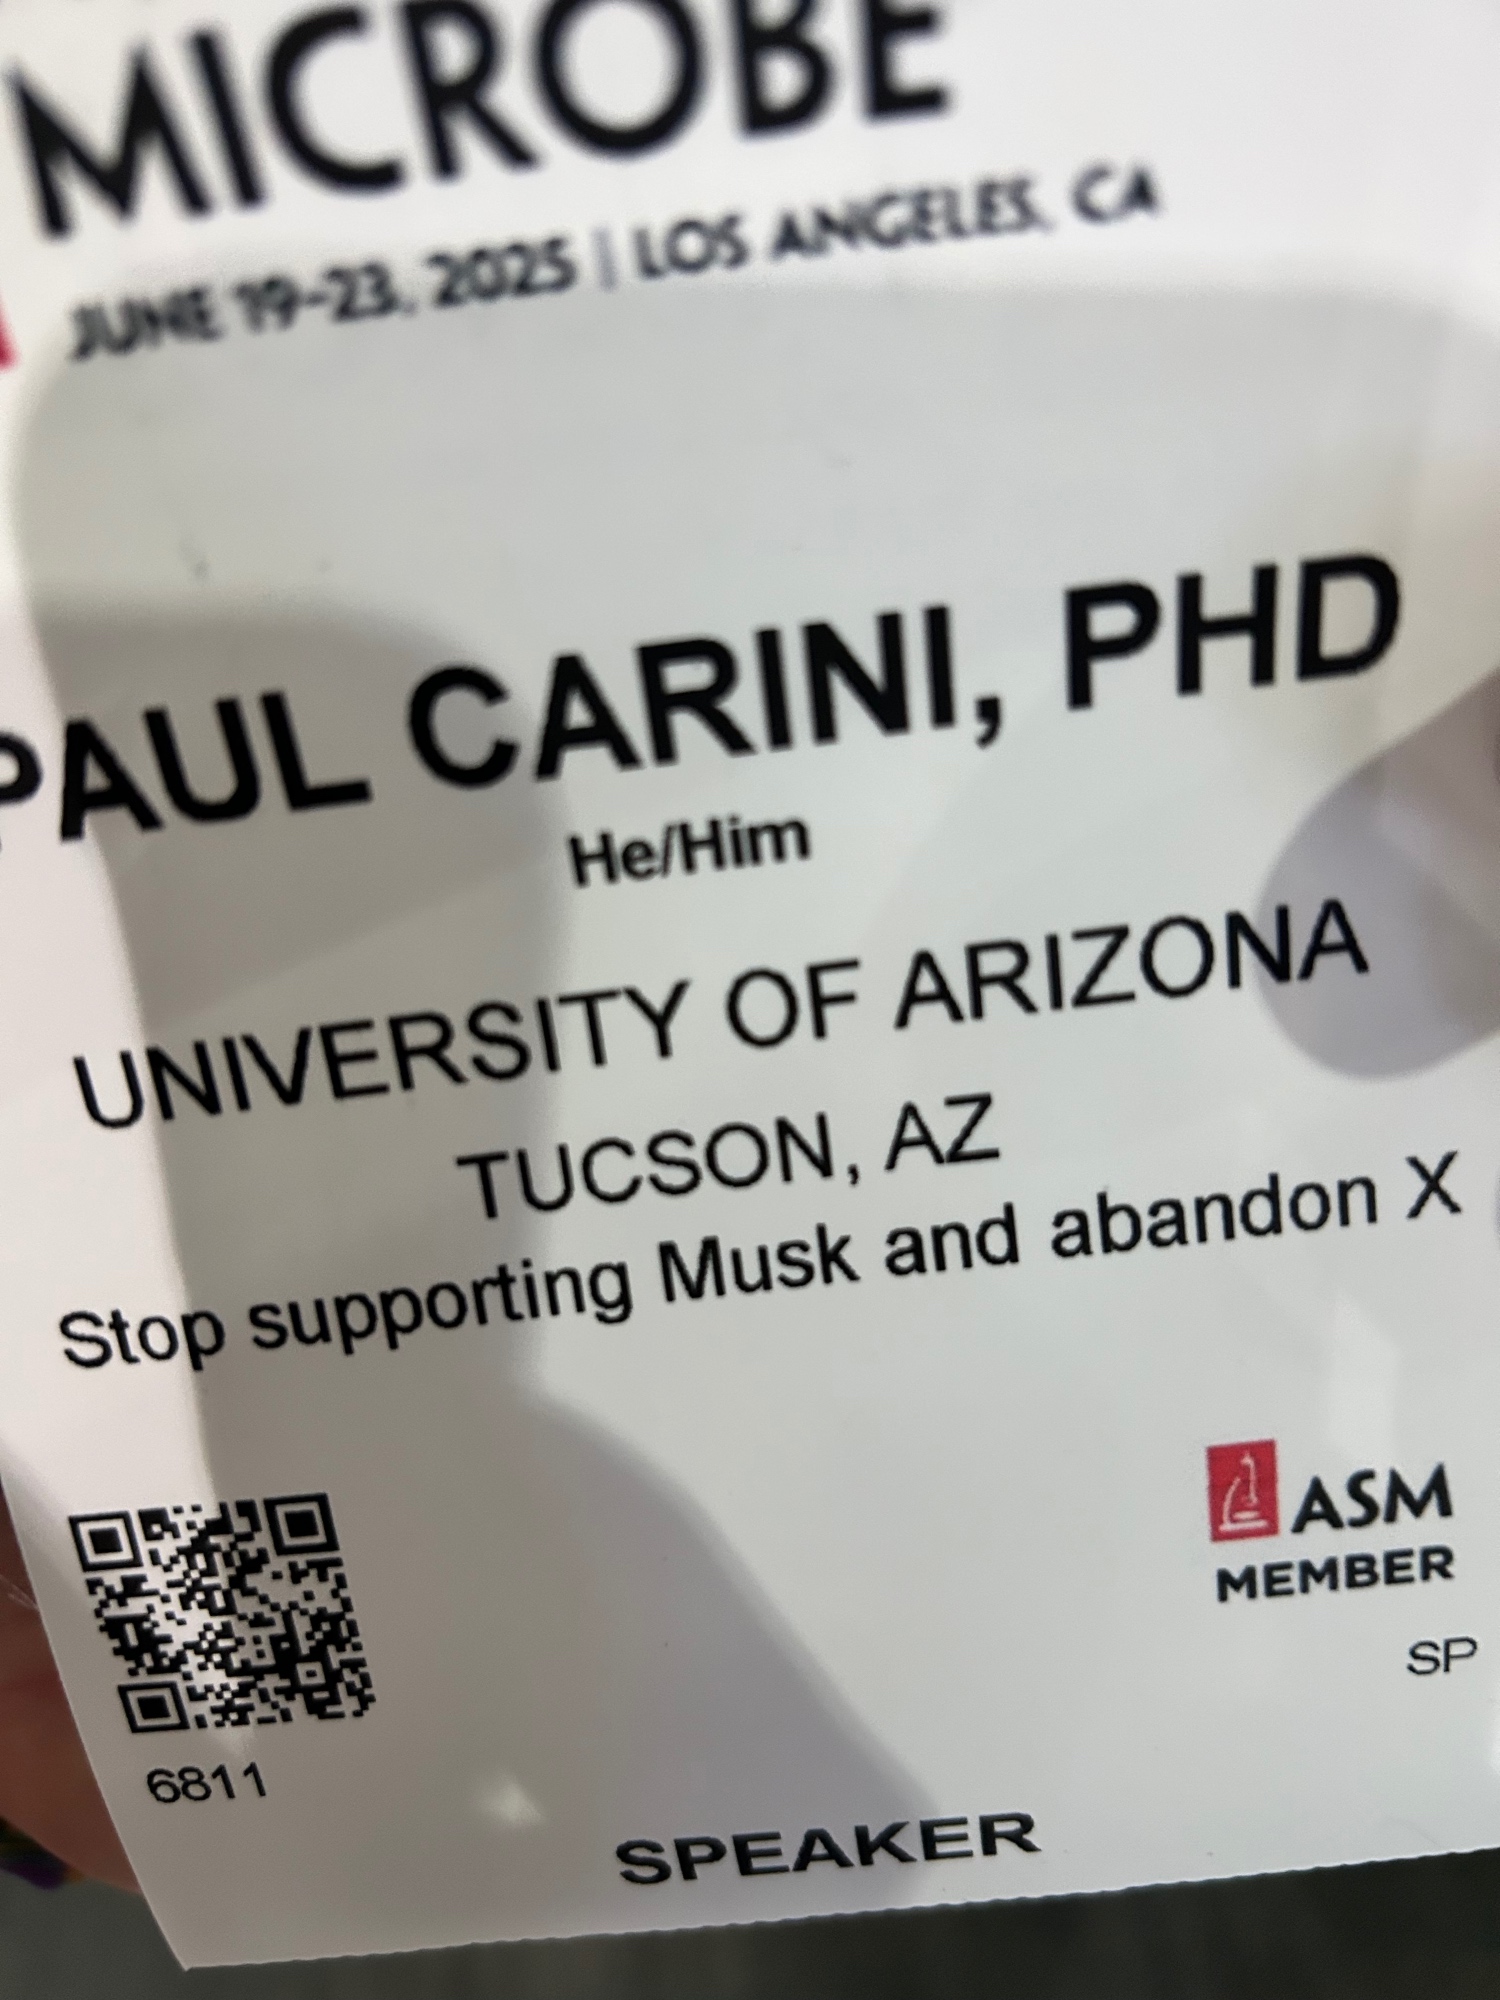 MICROBE
JUNE 19-23, 2025 | LOS ANGELES, CA
PAUL CARINI, PHD
He/Him
UNIVERSITY OF ARIZONA
TUCSON, AZ
Stop supporting Musk and abandon X
ASM
MEMBER
SP
6811
SPEAKER